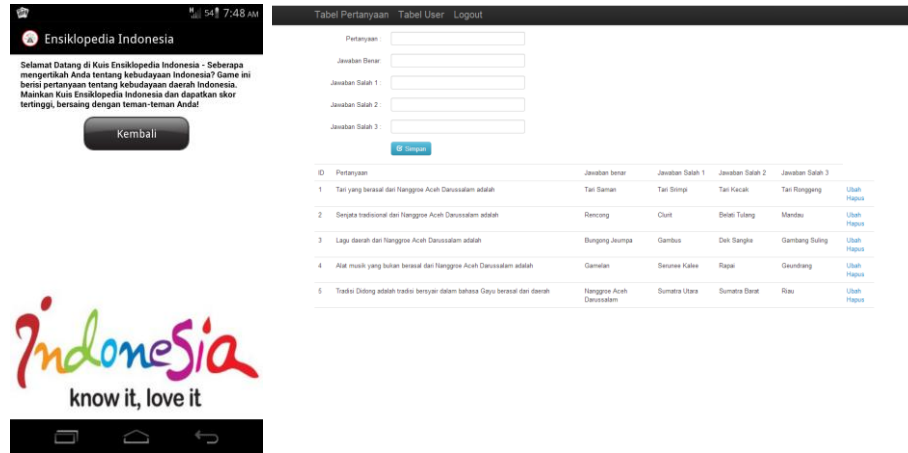 54 7:48 AM
Ensiklopedia Indonesia
Selamat Datang di Kuis Ensiklopedia Indonesia - Seberapa
mengertikah Anda tentang kebudayaan Indonesia? Game ini
berisi pertanyaan tentang kebudayaan daerah Indonesia.
Mainkan Kuis Ensiklopedia Indonesia dan dapatkan skor
tertinggi, bersaing dengan teman-teman Anda!
Kembali
Indonesia
know it, love it
Tabel Pertanyaan Tabel User Logout
Pertanyaan :
Jawaban Benar:
Jawaban Salah 1 :
Jawaban Salah 2 :
Jawaban Salah 3 :
Simpan
ID Pertanyaan Jawaban benar Jawaban Salah 1 Jawaban Salah 2 Jawaban Salah 3
1 Tari yang berasal dari Nanggroe Aceh Darussalam adalah Tari Saman Tari Srimpi Tari Kecak Tari Ronggeng Ubah
Hapus
2 Senjata tradisional dari Nanggroe Aceh Darussalam adalah Rencong Clurit Belati Tulang Mandau Ubah
Hapus
3 Lagu daerah dari Nanggroe Aceh Darussalam adalah Bungong Jeumpa Gambus Dek Sangke Gambang Suling Ubah
Hapus
4 Alat musik yang bukan berasal dari Nanggroe Aceh Darussalam adalah Gamelan Serunee Kalee Rapai Geundrang Ubah
Hapus
5 Tradisi Didong adalah tradisi bersyair dalam bahasa Gayu berasal dari daerah Nanggroe Aceh Sumatra Utara Sumatra Barat Riau Ubah
Darussalam Hapus